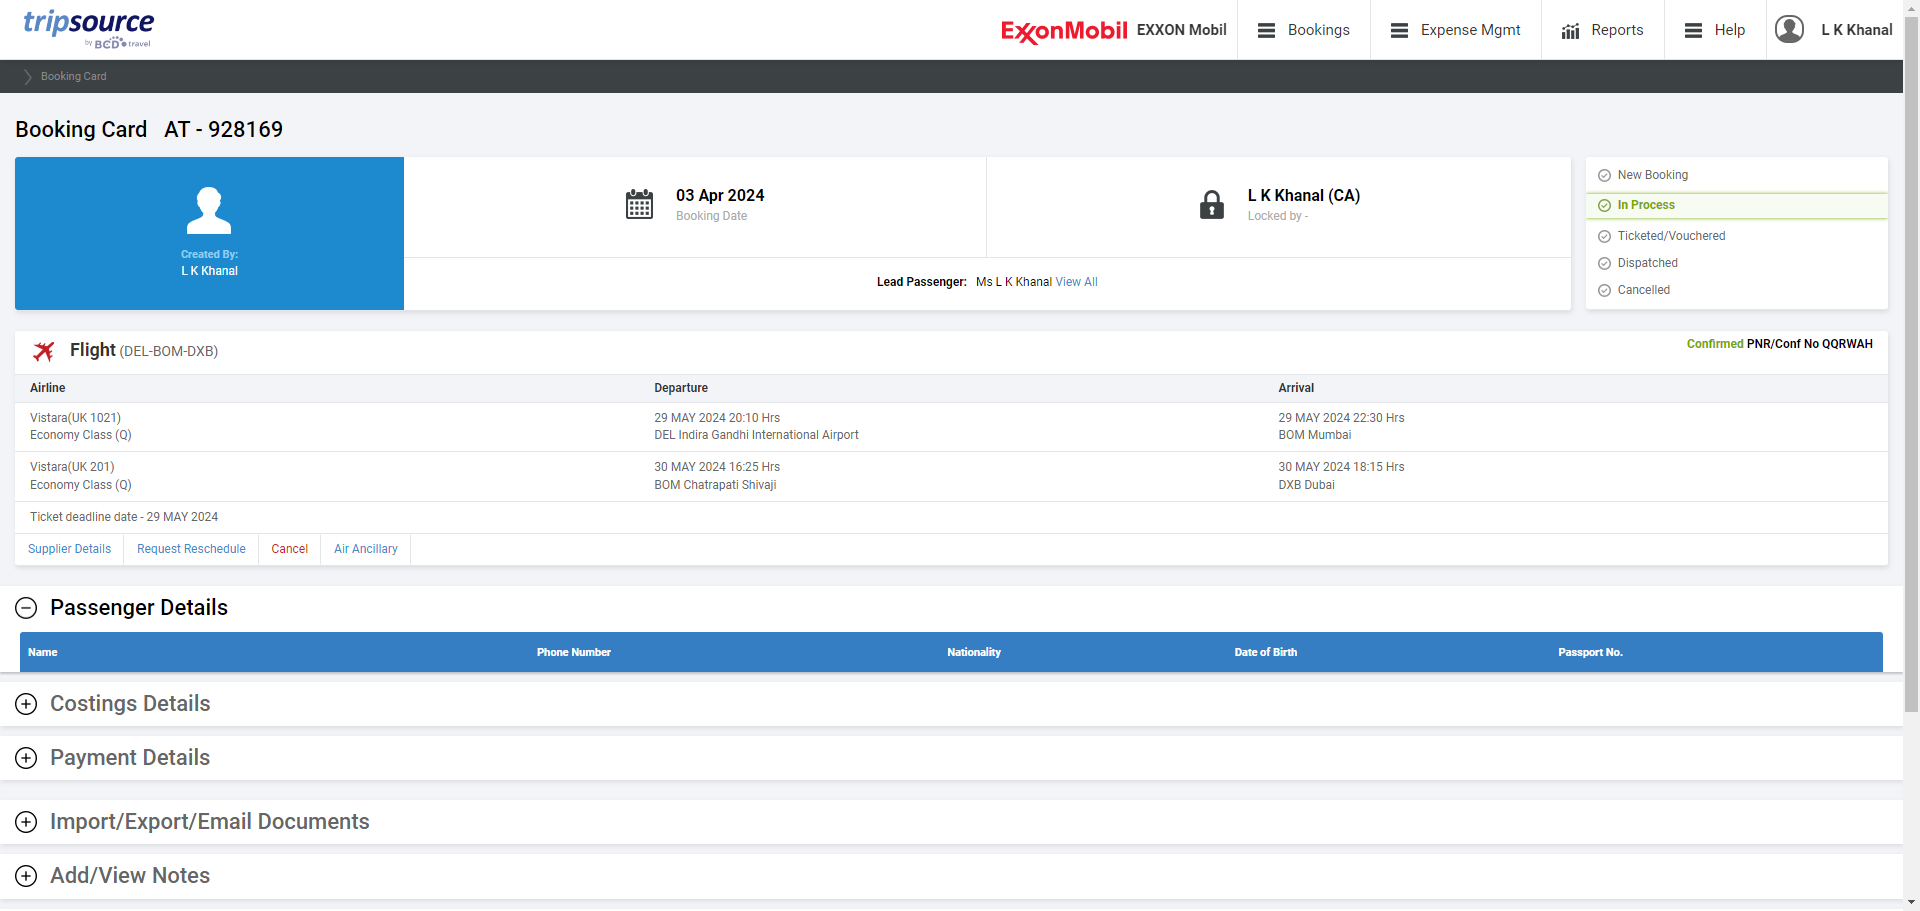 tripsource
by BCD travel
ExxonMobil EXXON Mobil
Bookings
Expense Mgmt
Reports
Help
L K Khanal
Booking Card
Booking Card AT - 928169
Created By:
L K Khanal
03 Apr 2024
Booking Date
L K Khanal (CA)
Locked by -
Lead Passenger: Ms L K Khanal View All
New Booking
In Process
Ticketed/Vouchered
Dispatched
Cancelled
Flight (DEL-BOM-DXB)
Confirmed PNR/Conf No QQRWAH
Airline Departure Arrival
Vistara(UK 1021) 29 MAY 2024 20:10 Hrs 29 MAY 2024 22:30 Hrs
Economy Class (Q) DEL Indira Gandhi International Airport BOM Mumbai
Vistara(UK 201) 30 MAY 2024 16:25 Hrs 30 MAY 2024 18:15 Hrs
Economy Class (Q) BOM Chatrapati Shivaji DXB Dubai
Ticket deadline date - 29 MAY 2024
Supplier Details Request Reschedule Cancel Air Ancillary
Passenger Details
Name Phone Number Nationality Date of Birth Passport No.
Costings Details
Payment Details
Import/Export/Email Documents
Add/View Notes